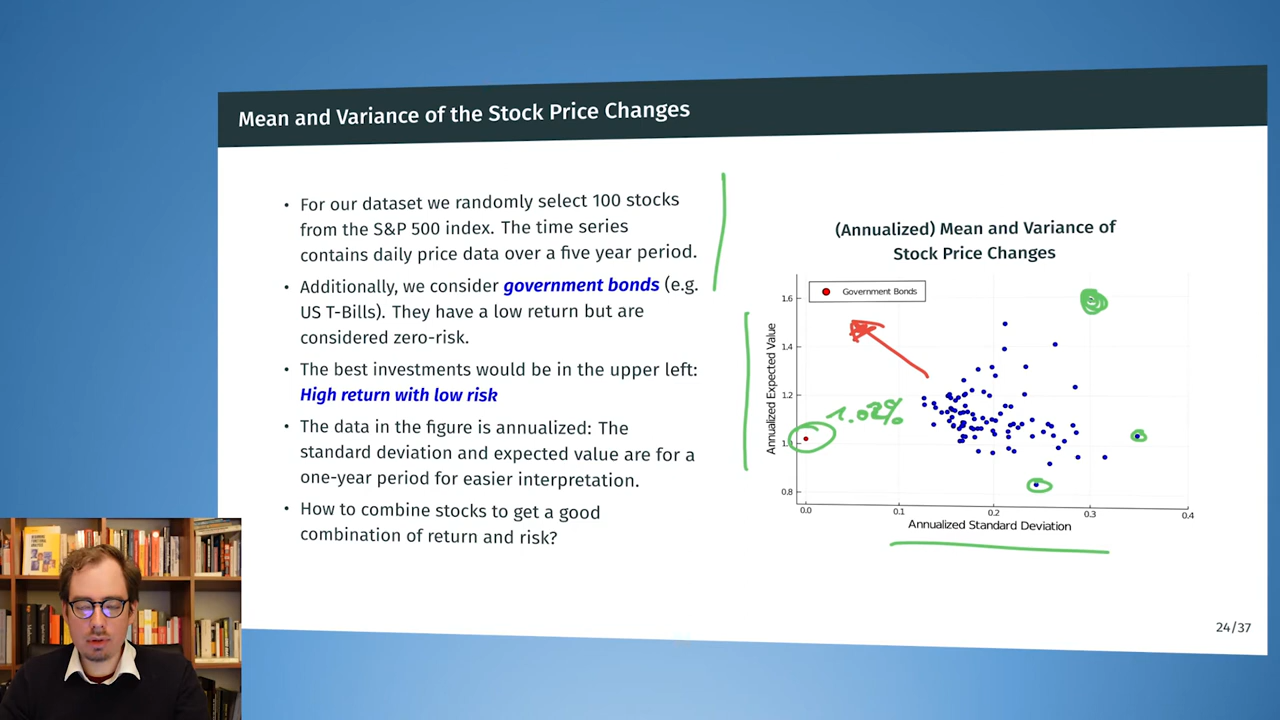 Mean and Variance of the Stock Price Changes
• For our dataset we randomly select 100 stocks
from the S&P 500 index. The time series
contains daily price data over a five year period.
• Additionally, we consider government bonds (e.g.
US T-Bills). They have a low return but are
considered zero-risk.
• The best investments would be in the upper left:
High return with low risk
• The data in the figure is annualized: The
standard deviation and expected value are for a
one-year period for easier interpretation.
• How to combine stocks to get a good
combination of return and risk?
(Annualized) Mean and Variance of
Stock Price Changes
Government Bonds
Annualized Expected Value
1.6
1.4
1.2
1.02%
1.0
0.8
0.0 0.1 0.2 0.3 0.4
Annualized Standard Deviation
24/37